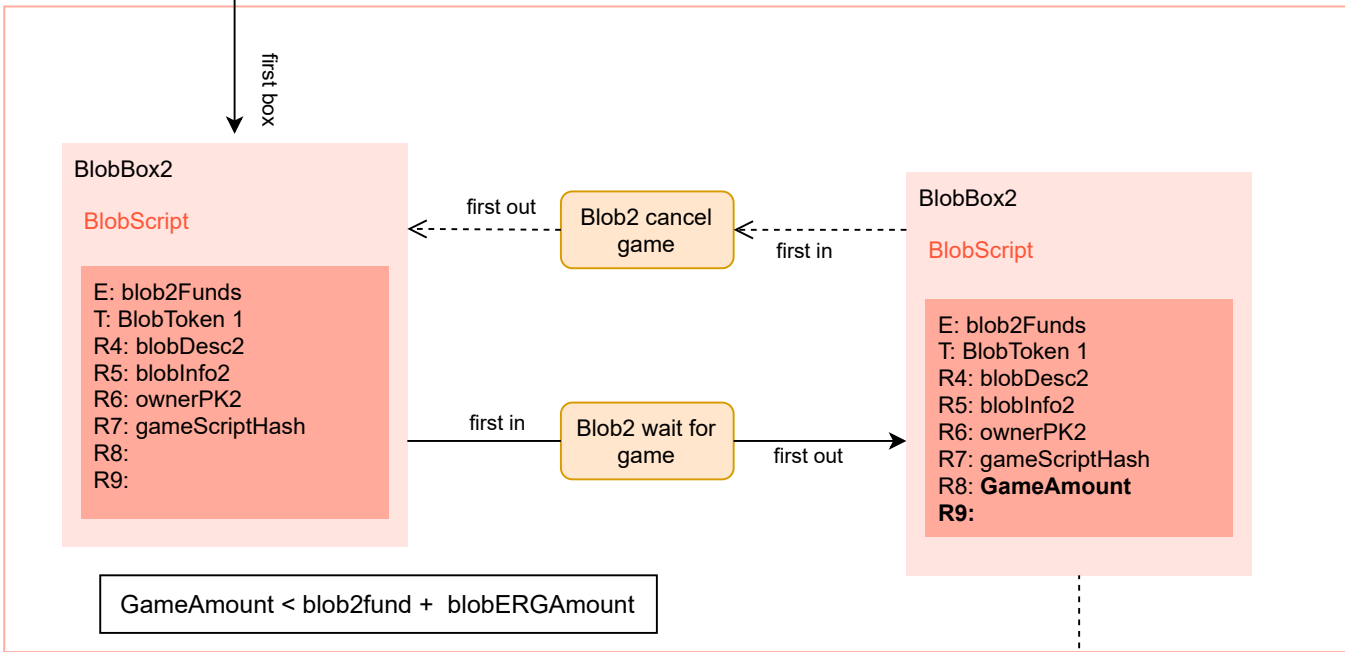 first box
BlobBox2
BlobScript
E: blob2Funds
T: BlobToken 1
R4: blobDesc2
R5: blobInfo2
R6: ownerPK2
R7: gameScriptHash
R8:
R9:
first out
Blob2 cancel
game
first in
first in
Blob2 wait for
game
first out
BlobBox2
BlobScript
E: blob2Funds
T: BlobToken 1
R4: blobDesc2
R5: blobInfo2
R6: ownerPK2
R7: gameScriptHash
R8: GameAmount
R9:
GameAmount < blob2fund + blobERGAmount